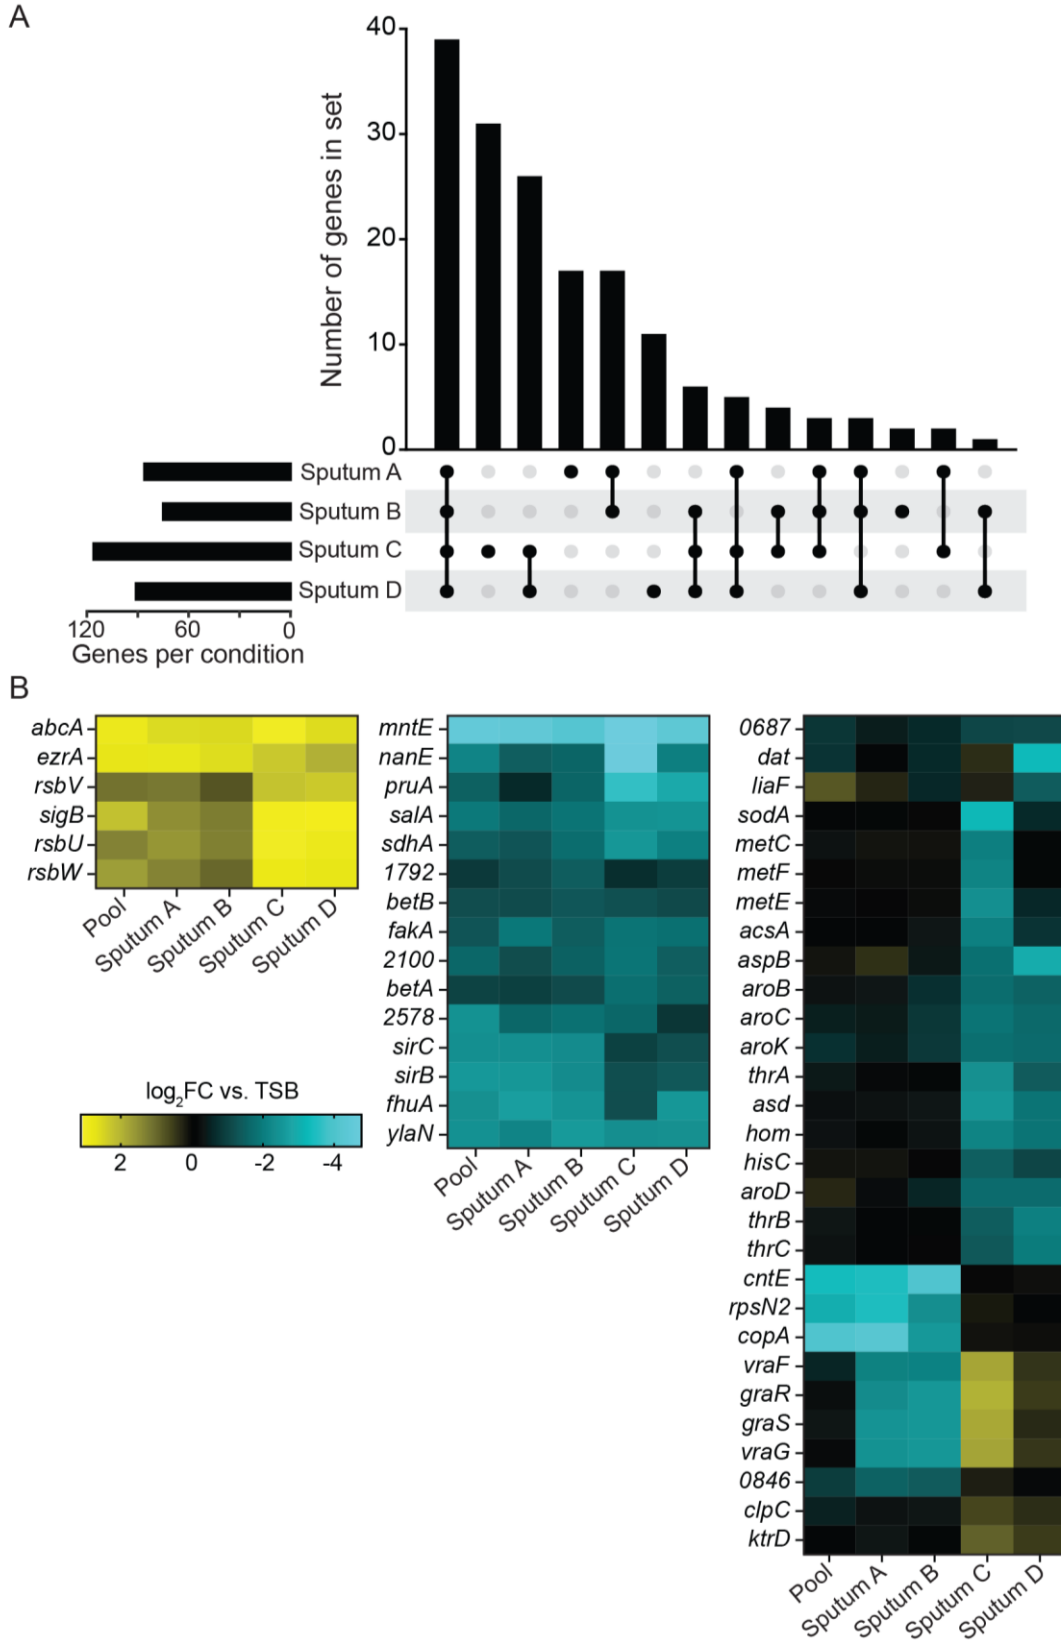 A
Number of genes in set
40
30
20
10
0
Sputum A
Sputum B
Sputum C
Sputum D
120 60 0
Genes per condition
B
abcA
ezrA
rsbV
sigB
rsbU
rsbW
Pool Sputum A Sputum B Sputum C Sputum D
log2FC vs. TSB
2 0 -2 -4
mntE
nanE
pruA
salA
sdhA
1792
betB
fakA
2100
betA
2578
sirC
sirB
fhuA
ylaN
Pool Sputum A Sputum B Sputum C Sputum D
0687
dat
liaF
sodA
metC
metF
metE
acsA
aspB
aroB
aroC
aroK
thrA
asd
hom
hisC
aroD
thrB
thrC
cntE
rpsN2
copA
vraF
graR
graS
vraG
0846
clpC
ktrD
Pool Sputum A Sputum B Sputum C Sputum D